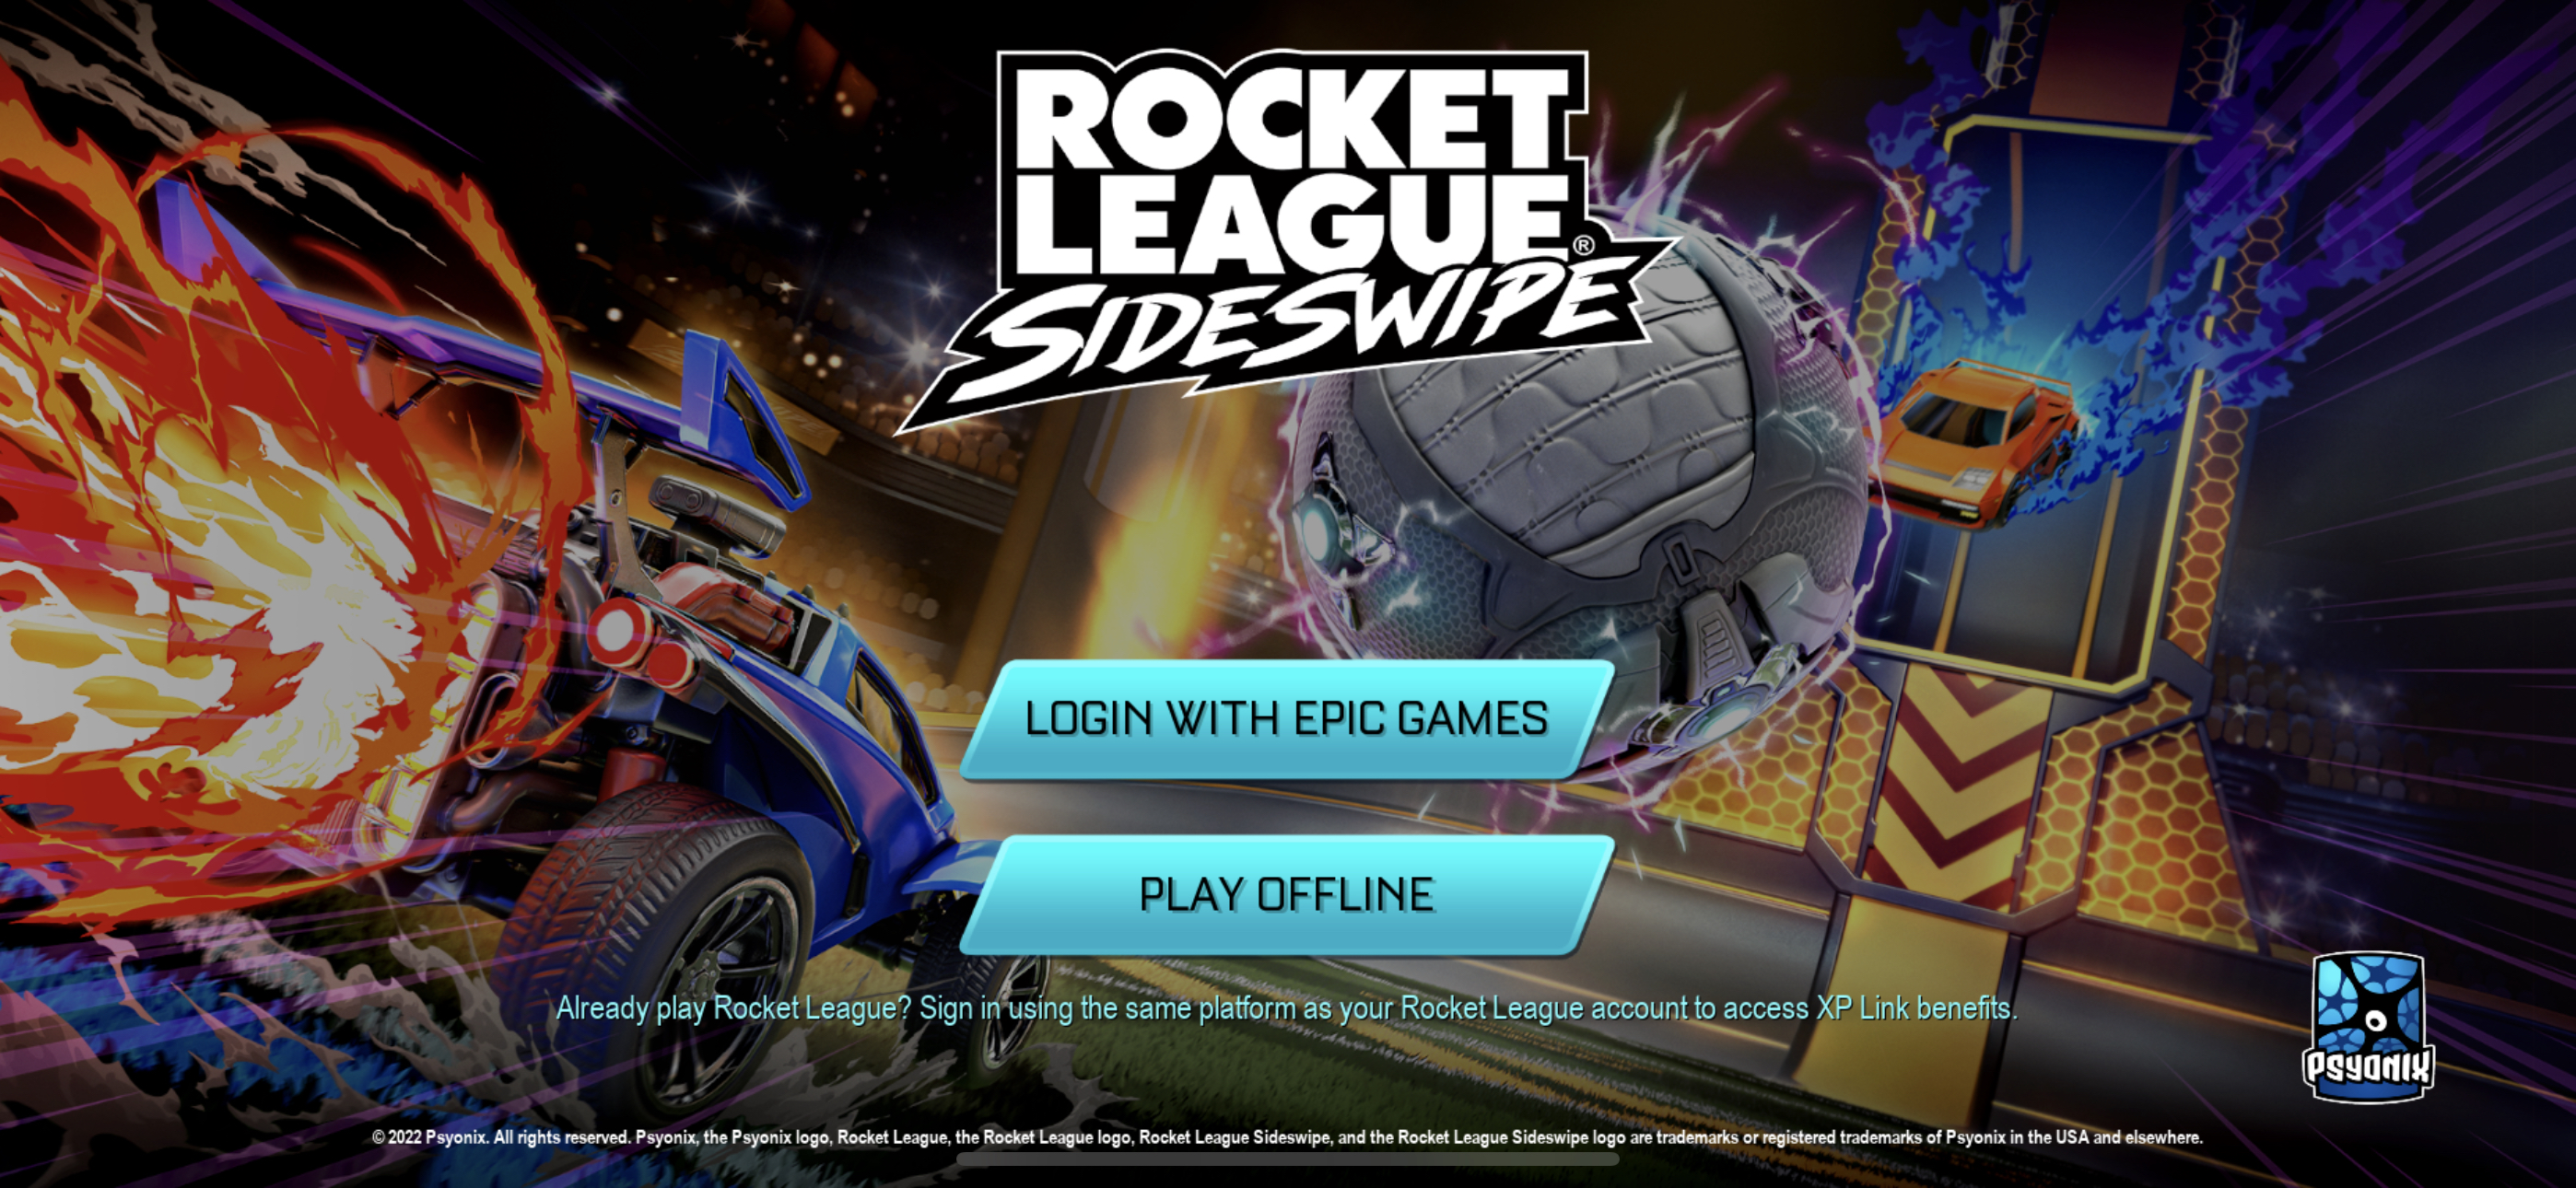 ROCKET
LEAGUE®
SIDESWIPE
LOGIN WITH EPIC GAMES
PLAY OFFLINE
Already play Rocket League? Sign in using the same platform as your Rocket League account to access XP Link benefits.
PSYONIX
© 2022 Psyonix. All rights reserved. Psyonix, the Psyonix logo, Rocket League, the Rocket League logo, Rocket League Sideswipe, and the Rocket League Sideswipe logo are trademarks or registered trademarks of Psyonix in the USA and elsewhere.